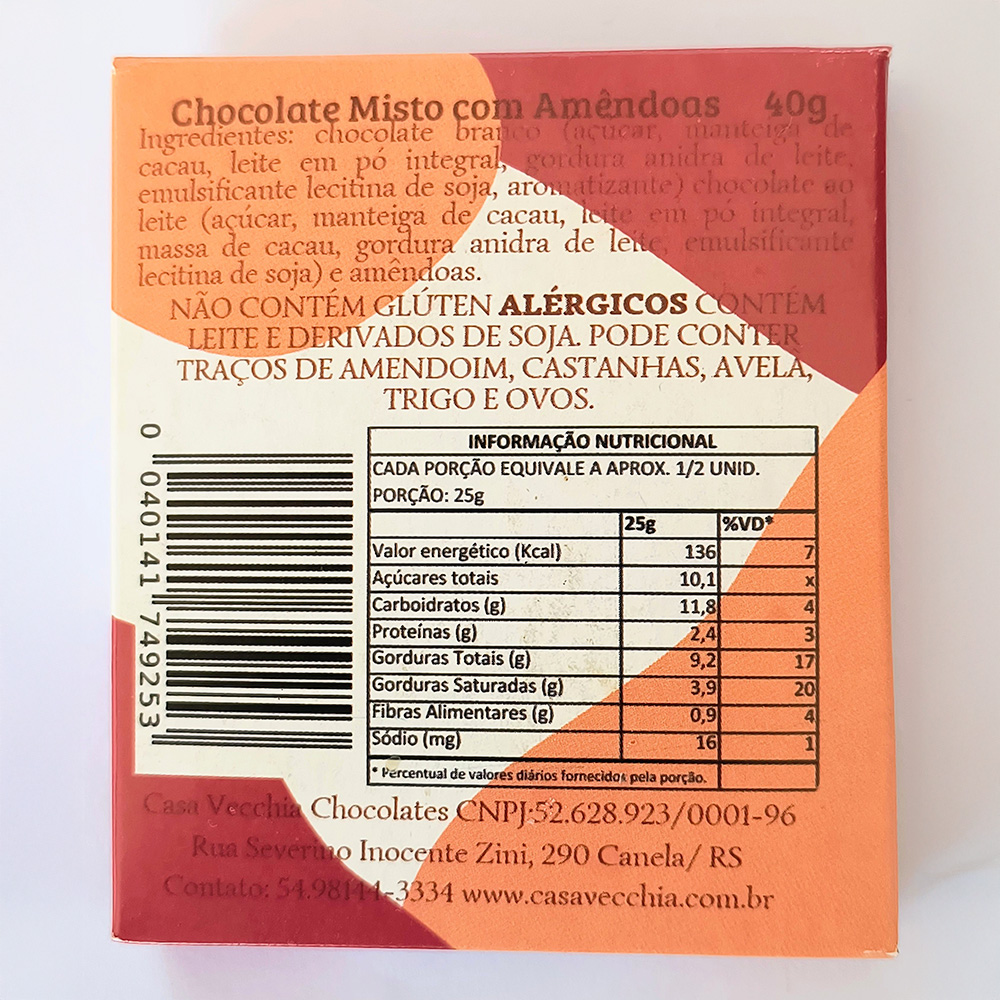 Chocolate Misto com Amêndoas 40g
Ingredientes: chocolate branco (açúcar, manteiga de
cacau, leite em pó integral, gordura anidra de leite,
emulsificante lecitina de soja, aromatizante) chocolate ao
leite (açúcar, manteiga de cacau, leite em pó integral,
massa de cacau, gordura anidra de leite, emulsificante
lecitina de soja) e amêndoas.
NÃO CONTÉM GLÚTEN ALÉRGICOS CONTÉM
LEITE E DERIVADOS DE SOJA. PODE CONTER
TRAÇOS DE AMENDOIM, CASTANHAS, AVELÃ,
TRIGO E OVOS.
0 040141 749253
INFORMAÇÃO NUTRICIONAL
CADA PORÇÃO EQUIVALE A APROX. 1/2 UNID.
PORÇÃO: 25g
25g %VD*
Valor energético (Kcal) 136 7
Açúcares totais 10,1 x
Carboidratos (g) 11,8 4
Proteínas (g) 2,4 3
Gorduras Totais (g) 9,2 17
Gorduras Saturadas (g) 3,9 20
Fibras Alimentares (g) 0,9 4
Sódio (mg) 16 1
* Percentual de valores diários fornecidos pela porção.
Casa Vecchia Chocolates CNPJ:52.628.923/0001-96
Rua Severino Inocente Zini, 290 Canela/ RS
Contato: 54.98144-3334 www.casavecchia.com.br